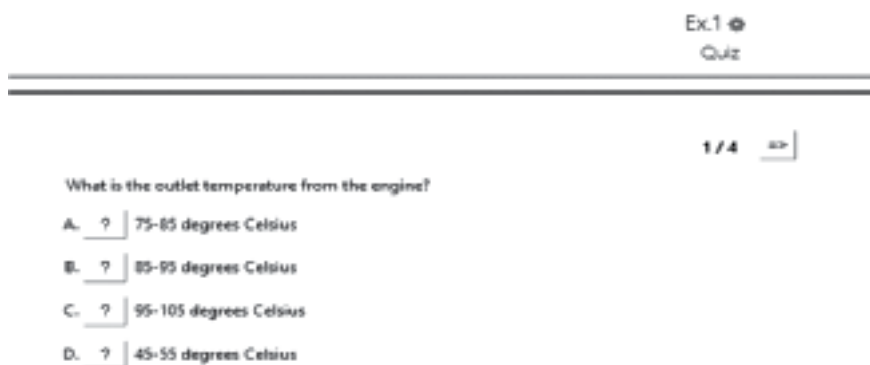 Ex.1
Quiz
1 / 4 =>
What is the outlet temperature from the engine?
A. ? 75-85 degrees Celsius
B. ? 85-95 degrees Celsius
C. ? 95-105 degrees Celsius
D. ? 45-55 degrees Celsius